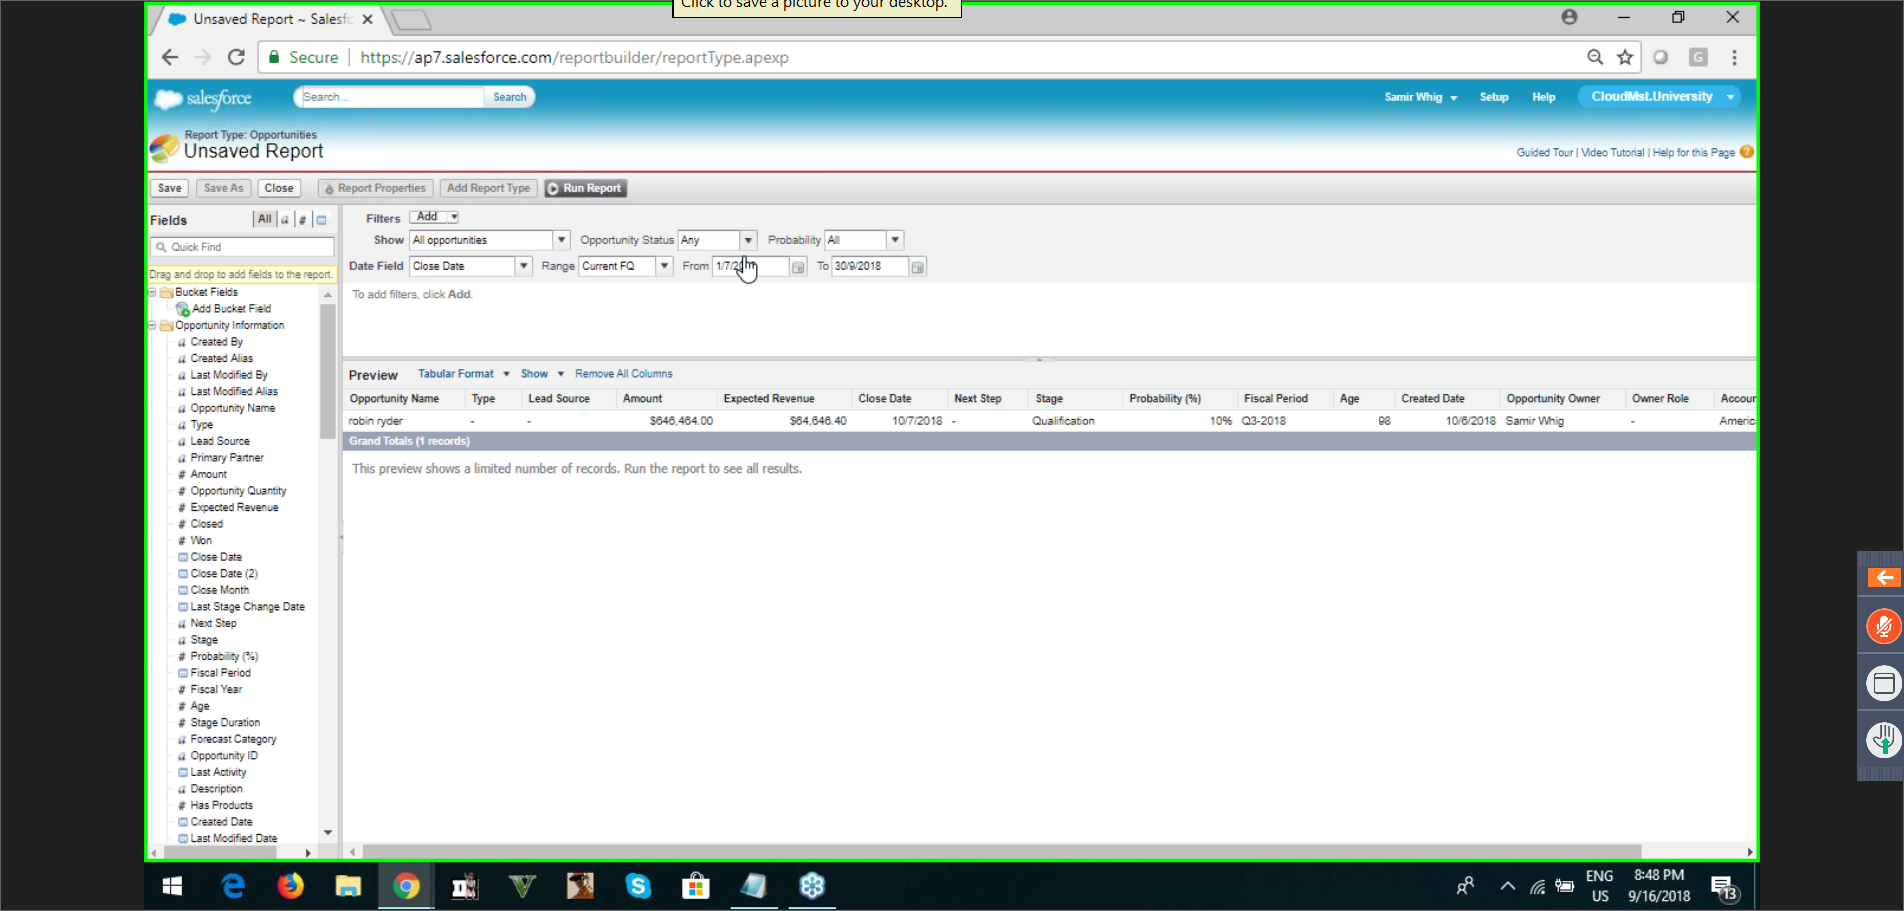 Click to save a picture to your desktop.
Unsaved Report ~ Salesfo
Secure https://ap7.salesforce.com/reportbuilder/reportType.apexp
G
salesforce Search... Search Samir Whig Setup Help CloudMst.University
Report Type: Opportunities
Unsaved Report
Guided Tour | Video Tutorial | Help for this Page ?
Save Save As Close Report Properties Add Report Type Run Report
Fields All a #
Quick Find
Drag and drop to add fields to the report.
Bucket Fields
Add Bucket Field
Opportunity Information
a Created By
a Created Alias
a Last Modified By
a Last Modified Alias
a Opportunity Name
a Type
a Lead Source
a Primary Partner
# Amount
# Opportunity Quantity
# Expected Revenue
# Closed
# Won
Close Date
Close Date (2)
Close Month
Last Stage Change Date
a Next Step
a Stage
# Probability (%)
Fiscal Period
# Fiscal Year
# Age
# Stage Duration
a Forecast Category
a Opportunity ID
Last Activity
a Description
# Has Products
Created Date
Last Modified Date
Filters Add
Show All opportunities Opportunity Status Any Probability All
Date Field Close Date Range Current FQ From 1/7/20 To 30/9/2018
To add filters, click Add.
Preview Tabular Format Show Remove All Columns
Opportunity Name Type Lead Source Amount Expected Revenue Close Date Next Step Stage Probability (%) Fiscal Period Age Created Date Opportunity Owner Owner Role Accour
robin ryder - - $646,464.00 $64,646.40 10/7/2018 - Qualification 10% Q3-2018 98 10/6/2018 Samir Whig - Americ
Grand Totals (1 records)
This preview shows a limited number of records. Run the report to see all results.
ENG 8:48 PM
US 9/16/2018 13